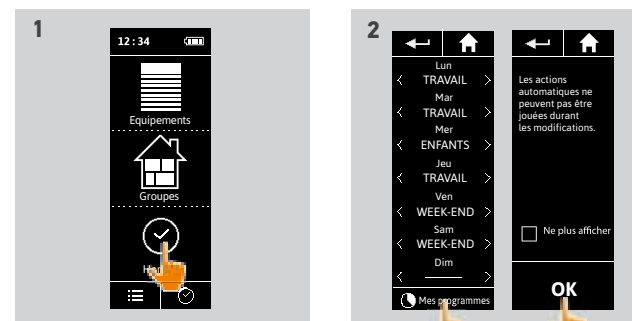 1
12:34
Equipements
Groupes
2
Lun
TRAVAIL
Mar
TRAVAIL
Mer
ENFANTS
Jeu
TRAVAIL
Ven
WEEK-END
Sam
WEEK-END
Dim
Mes programmes
Les actions
automatiques ne
peuvent pas être
jouées durant
les modifications.
Ne plus afficher
OK